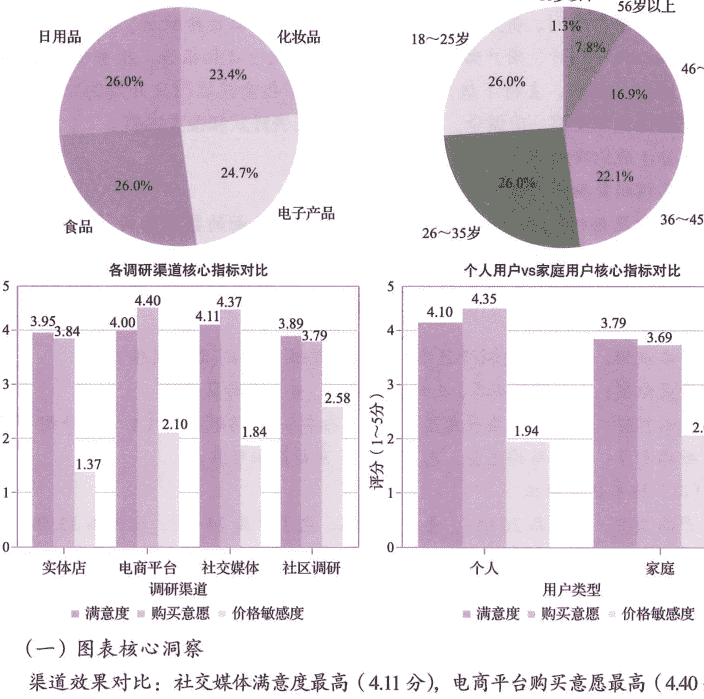 56岁以上
日用品
化妆品
18～25岁
1.3%
7.8%
46～
26.0%
23.4%
26.0%
16.9%
26.0%
24.7%
26.0%
22.1%
食品
电子产品
26～35岁
36～45
各调研渠道核心指标对比
5
4
3
2
1
0
3.95
3.84
1.37
4.00
4.40
2.10
4.11
4.37
1.84
3.89
3.79
2.58
实体店 电商平台 社交媒体 社区调研
调研渠道
满意度 购买意愿 价格敏感度
个人用户vs家庭用户核心指标对比
评分（1～5分）
5
4
3
2
1
0
4.10
4.35
1.94
3.79
3.69
2.
个人 家庭
用户类型
满意度 购买意愿 价格敏感度
（一）图表核心洞察
渠道效果对比：社交媒体满意度最高（4.11 分），电商平台购买意愿最高（4.40